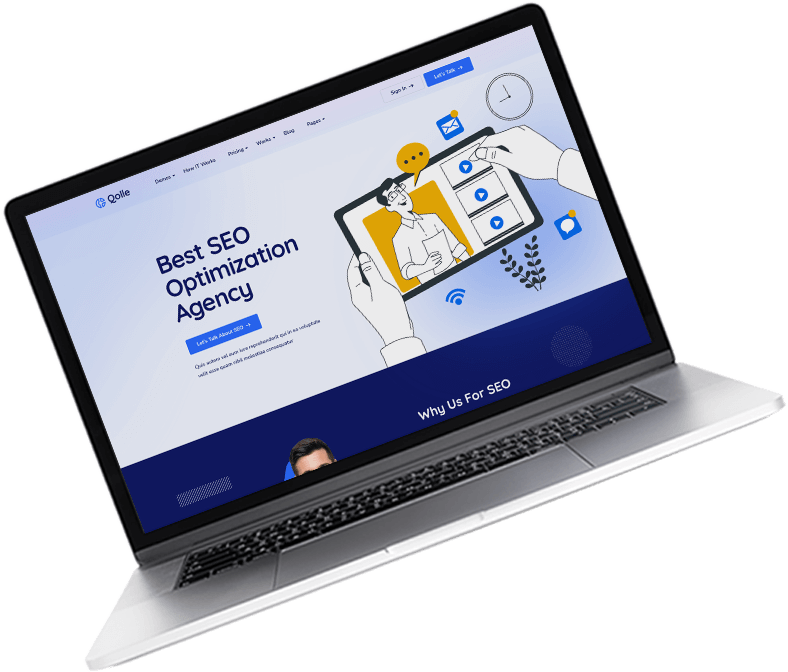 Qolle
Demos
How IT Works
Pricing
Works
Blog
Pages
Sign In →
Let's Talk →
Best SEO
Optimization
Agency
Let's Talk About SEO →
Quis autem vel eum iure reprehenderit qui in ea voluptate
velit esse quam nihil molestiae consequatur
Why Us For SEO